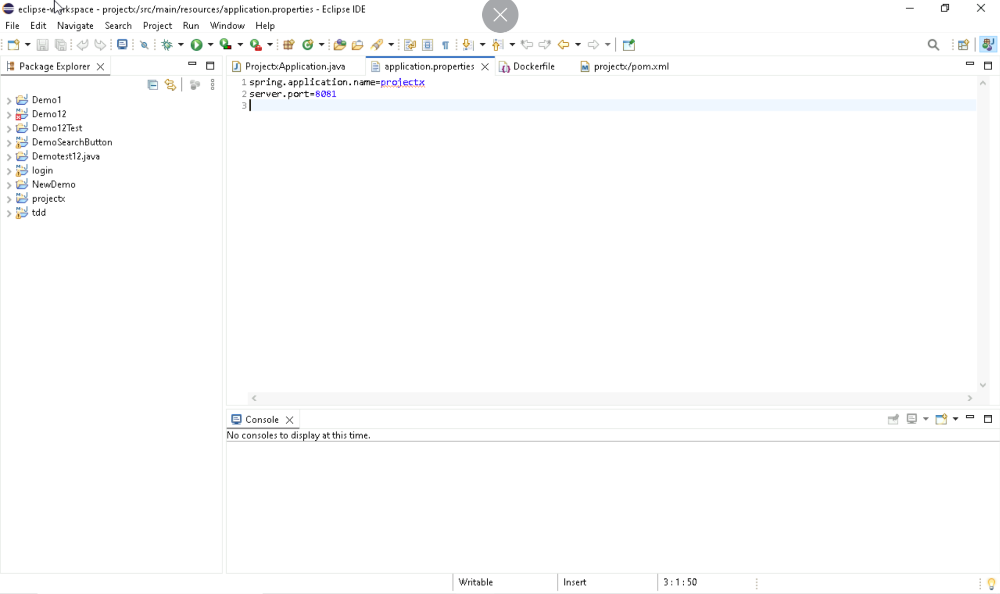 eclipse-workspace - projectx/src/main/resources/application.properties - Eclipse IDE
File Edit Navigate Search Project Run Window Help
Package Explorer
ProjectxApplication.java application.properties Dockerfile projectx/pom.xml
1 spring.application.name=projectx
2 server.port=8081
3
Demo1
Demo12
Demo12Test
DemoSearchButton
Demotest12.java
login
NewDemo
projectx
tdd
Console
No consoles to display at this time.
Writable Insert 3 : 1 : 50